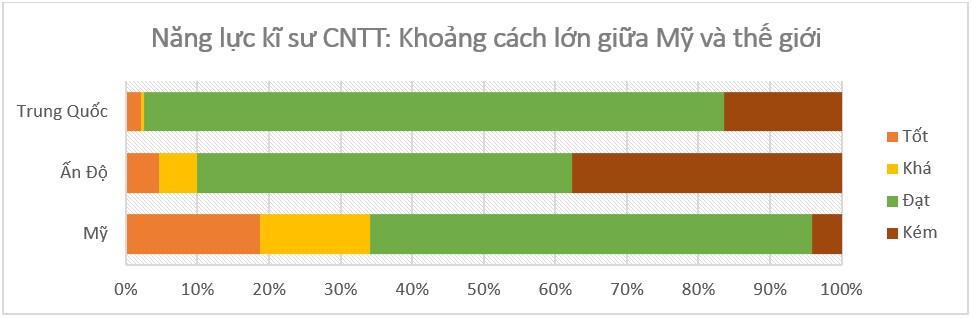 Năng lực kĩ sư CNTT: Khoảng cách lớn giữa Mỹ và thế giới
Trung Quốc
Ấn Độ
Mỹ
Tốt
Khá
Đạt
Kém
0% 10% 20% 30% 40% 50% 60% 70% 80% 90% 100%